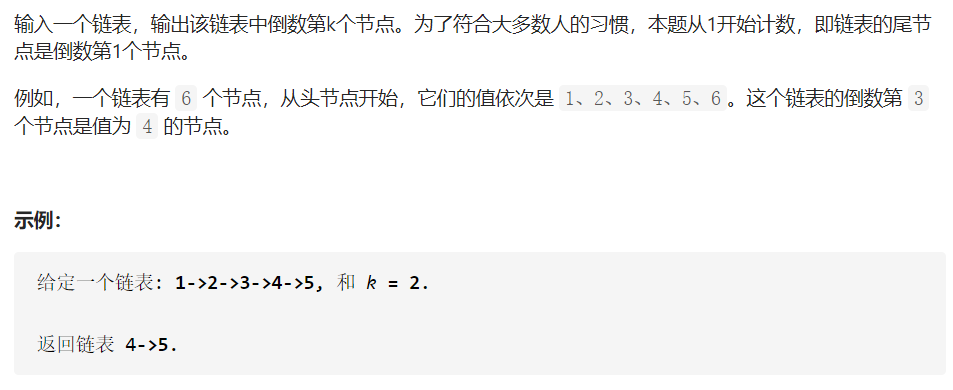 输入一个链表，输出该链表中倒数第k个节点。为了符合大多数人的习惯，本题从1开始计数，即链表的尾节
点是倒数第1个节点。
例如，一个链表有 6 个节点，从头节点开始，它们的值依次是 1、2、3、4、5、6。这个链表的倒数第 3
个节点是值为 4 的节点。
示例：
给定一个链表: 1->2->3->4->5, 和 k = 2.
返回链表 4->5.